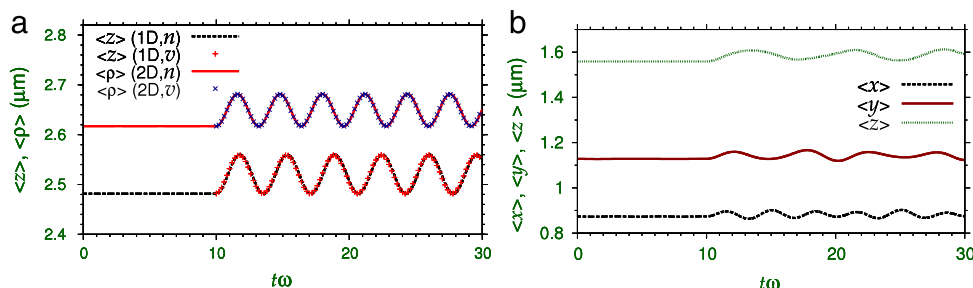 a
2.8
2.7
2.6
2.5
2.4
<z>, <ρ> (μm)
<z> (1D,n)
<z> (1D,v)
<ρ> (2D,n)
<ρ> (2D,v)
0 10 20 30
tω
b
1.6
1.4
1.2
1
0.8
<x>, <y>, <z> (μm)
<x>
<y>
<z>
0 10 20 30
tω